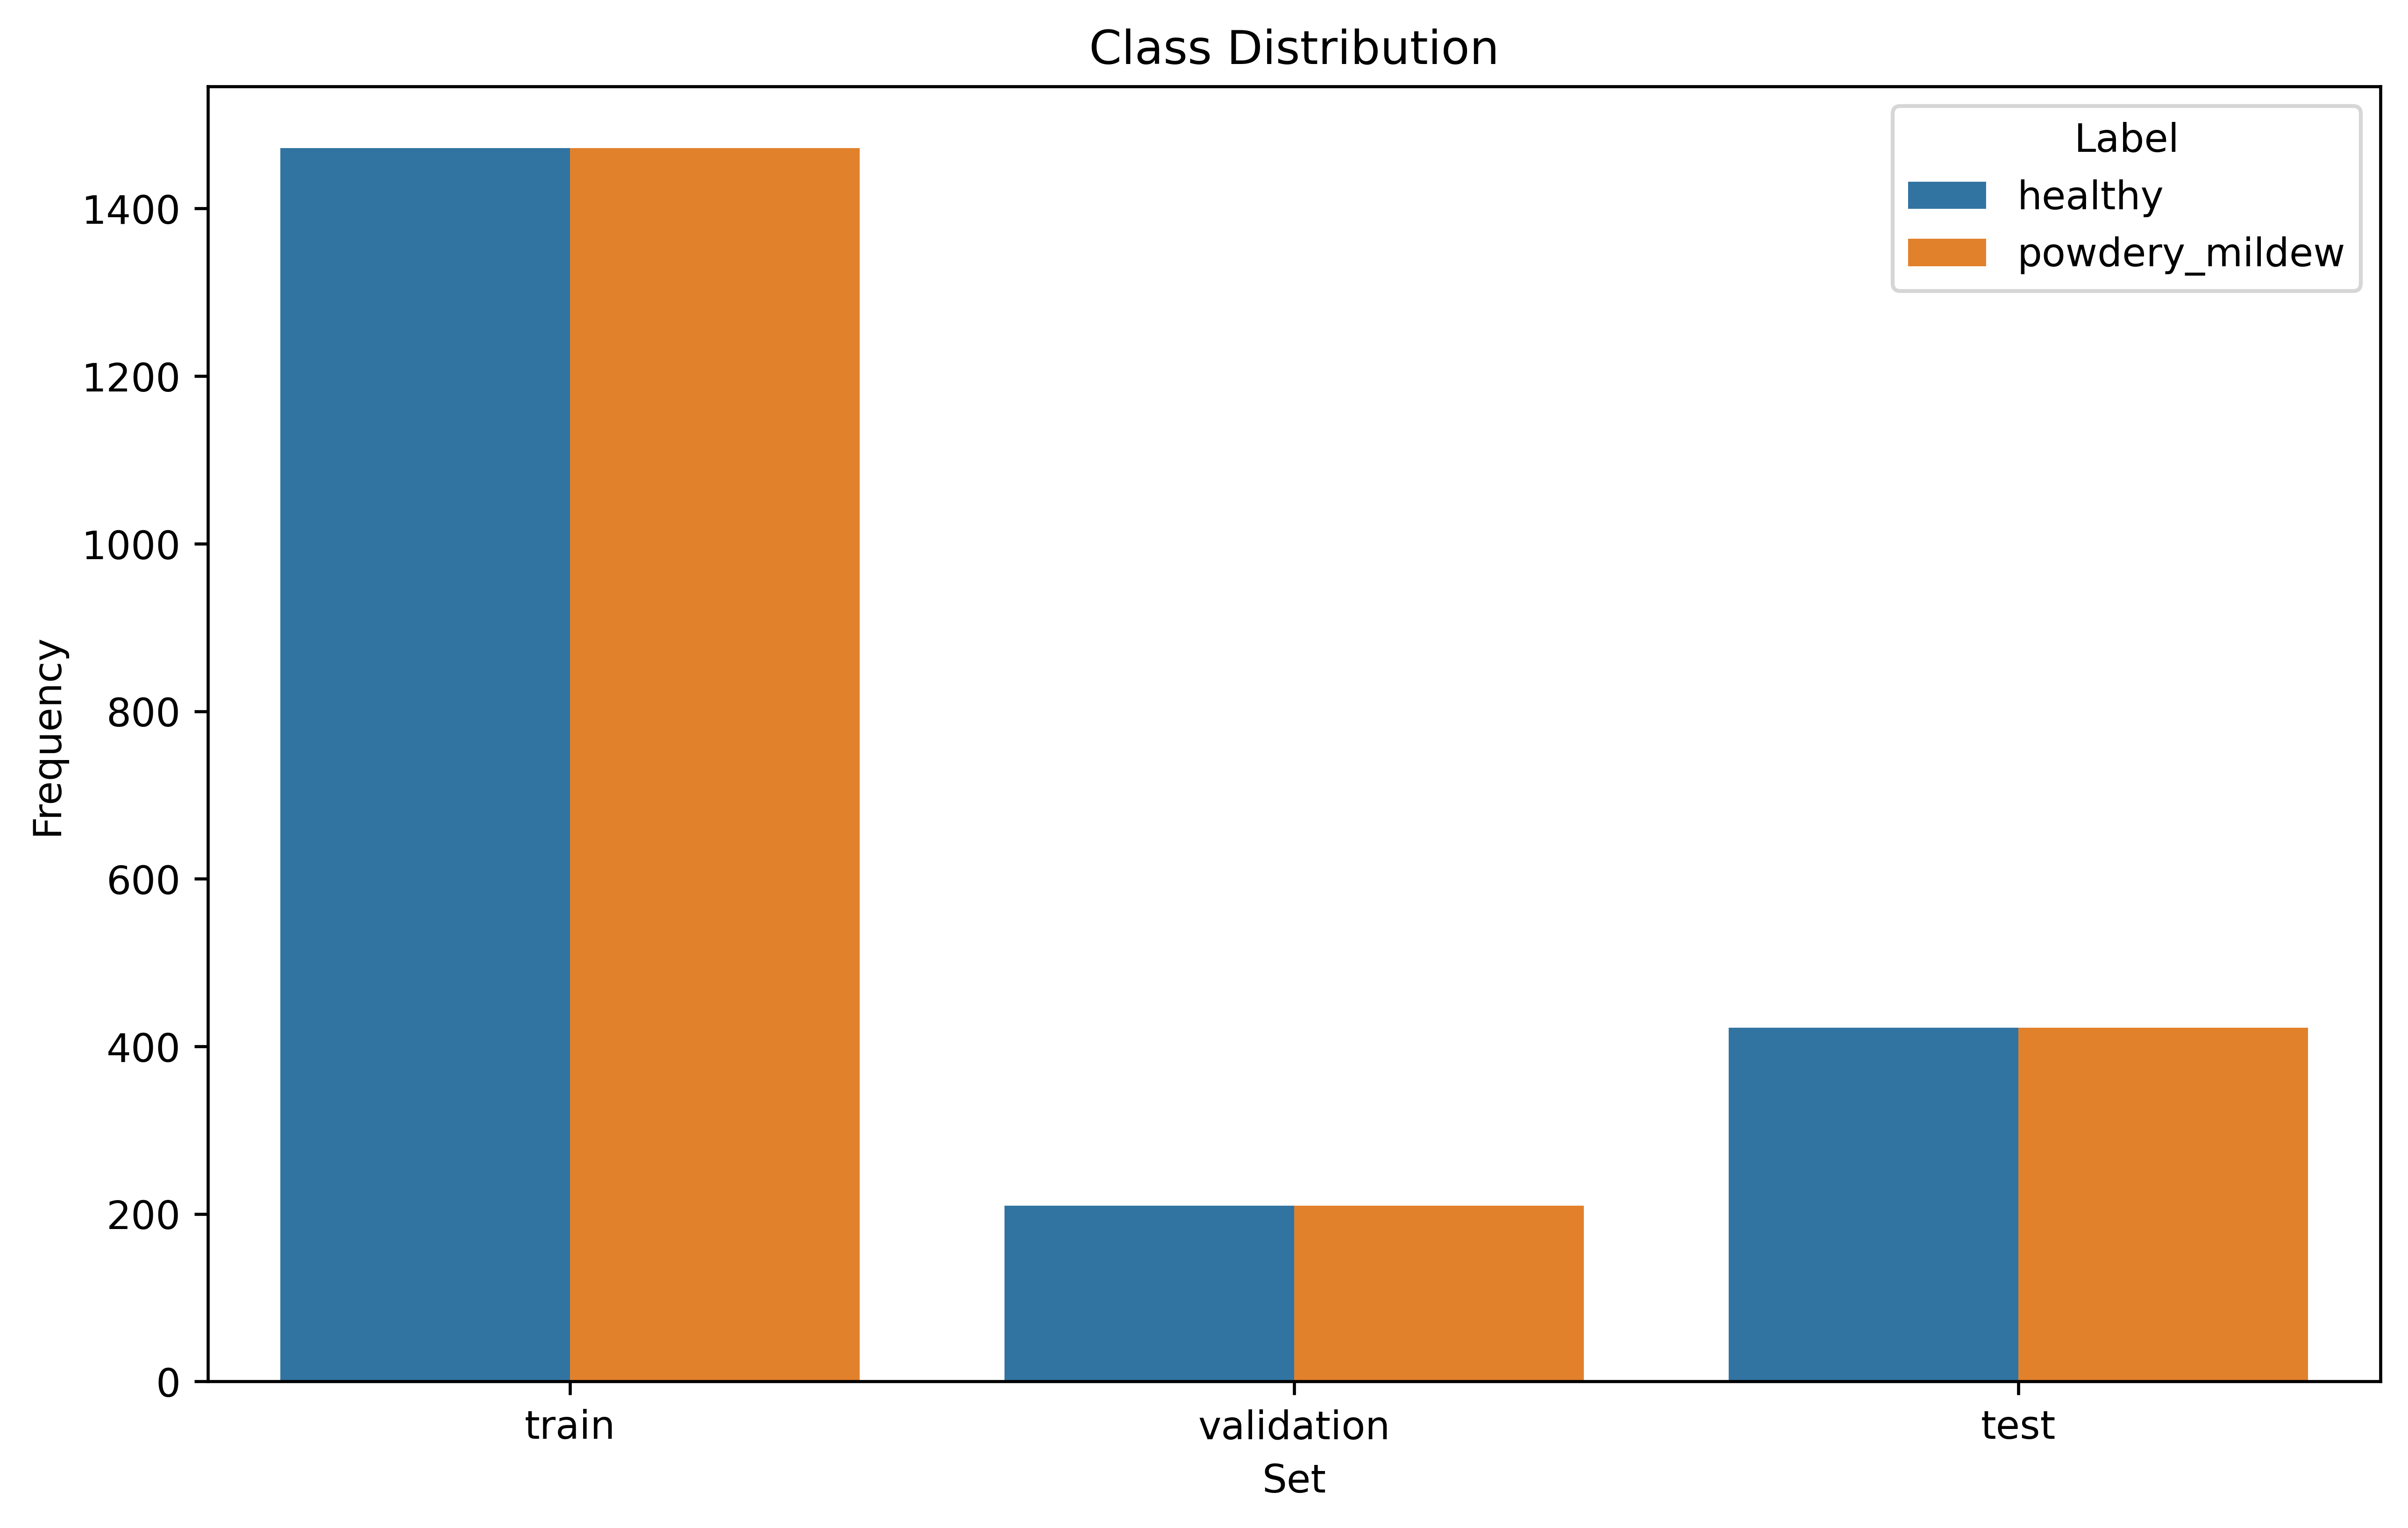 Class Distribution
Label
healthy
powdery_mildew
1400
1200
1000
800
600
400
200
0
Frequency
train
validation
test
Set